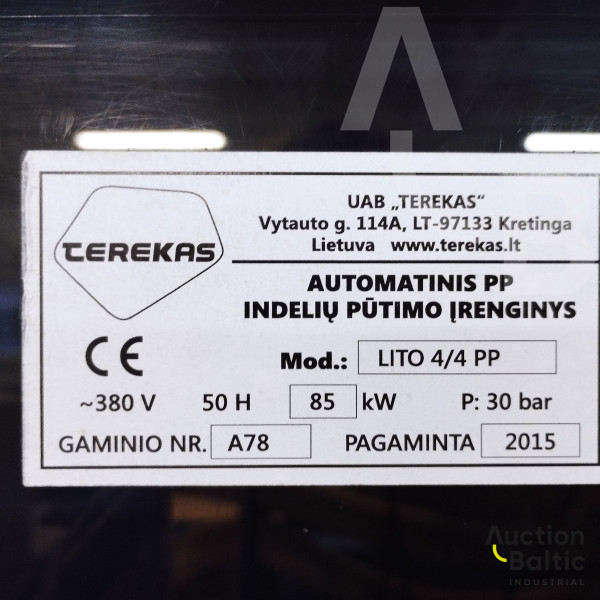 UAB „TEREKAS"
Vytauto g. 114A, LT-97133 Kretinga
Lietuva www.terekas.lt
TEREKAS
AUTOMATINIS PP
INDELIŲ PŪTIMO ĮRENGINYS
CE
Mod.: LITO 4/4 PP
~380 V 50 H 85 kW P: 30 bar
GAMINIO NR. A78 PAGAMINTA 2015
Auction
Baltic
INDUSTRIAL